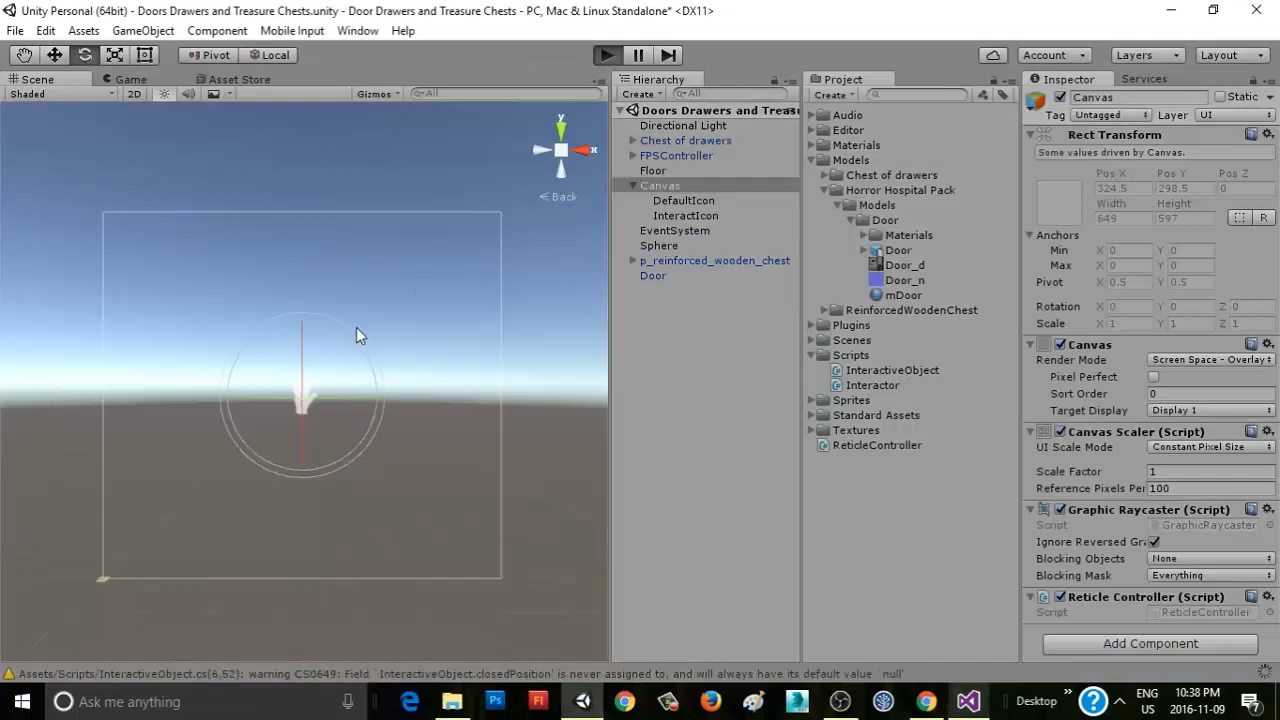 Unity Personal (64bit) - Doors Drawers and Treasure Chests.unity - Door Drawers and Treasure Chests - PC, Mac & Linux Standalone* <DX11>
File Edit Assets GameObject Component Mobile Input Window Help
Pivot Local Account Layers Layout
Scene Game Asset Store
Shaded 2D Gizmos All
y
x
Back
Hierarchy
Create All
Doors Drawers and Treasu
Directional Light
Chest of drawers
FPSController
Floor
Canvas
DefaultIcon
InteractIcon
EventSystem
Sphere
p_reinforced_wooden_chest
Door
Project
Create
Audio
Editor
Materials
Models
Chest of drawers
Horror Hospital Pack
Models
Door
Materials
Door
Door_d
Door_n
mDoor
ReinforcedWoodenChest
Plugins
Scenes
Scripts
InteractiveObject
Interactor
Sprites
Standard Assets
Textures
ReticleController
Inspector Services
Canvas Static
Tag Untagged Layer UI
Rect Transform
Some values driven by Canvas.
Pos X Pos Y Pos Z
324.5 298.5 0
Width Height
649 597 R
Anchors
Min X 0 Y 0
Max X 0 Y 0
Pivot X 0.5 Y 0.5
Rotation X 0 Y 0 Z 0
Scale X 1 Y 1 Z 1
Canvas
Render Mode Screen Space - Overlay
Pixel Perfect
Sort Order 0
Target Display Display 1
Canvas Scaler (Script)
UI Scale Mode Constant Pixel Size
Scale Factor 1
Reference Pixels Per 100
Graphic Raycaster (Script)
Script GraphicRaycaster
Ignore Reversed Gra
Blocking Objects None
Blocking Mask Everything
Reticle Controller (Script)
Script ReticleController
Add Component
Assets/Scripts/InteractiveObject.cs(6,52): warning CS0649: Field `InteractiveObject.closedPosition' is never assigned to, and will always have its default value `null'
Ask me anything Desktop ENG INTL 10:38 PM 2016-11-09 7